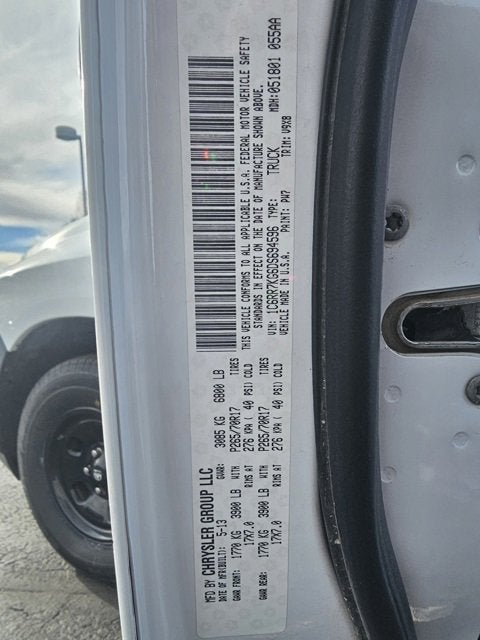 MFD BY CHRYSLER GROUP LLC
DATE OF MFR(BUILT): 5-13 GVWR: 3085 KG 6800 LB
GAWR FRONT: 1770 KG 3900 LB WITH P265/70R17 TIRES
17X7.0 RIMS AT 276 KPA ( 40 PSI) COLD
GAWR REAR: 1770 KG 3900 LB WITH P265/70R17 TIRES
17X7.0 RIMS AT 276 KPA ( 40 PSI) COLD
THIS VEHICLE CONFORMS TO ALL APPLICABLE U.S.A. FEDERAL MOTOR VEHICLE SAFETY
STANDARDS IN EFFECT ON THE DATE OF MANUFACTURE SHOWN ABOVE.
VIN: 1C6RR7KG6DS694596 TYPE: TRUCK MDH: 051801 055AA
VEHICLE MADE IN U.S.A. PAINT: PW7 TRIM: V9X8